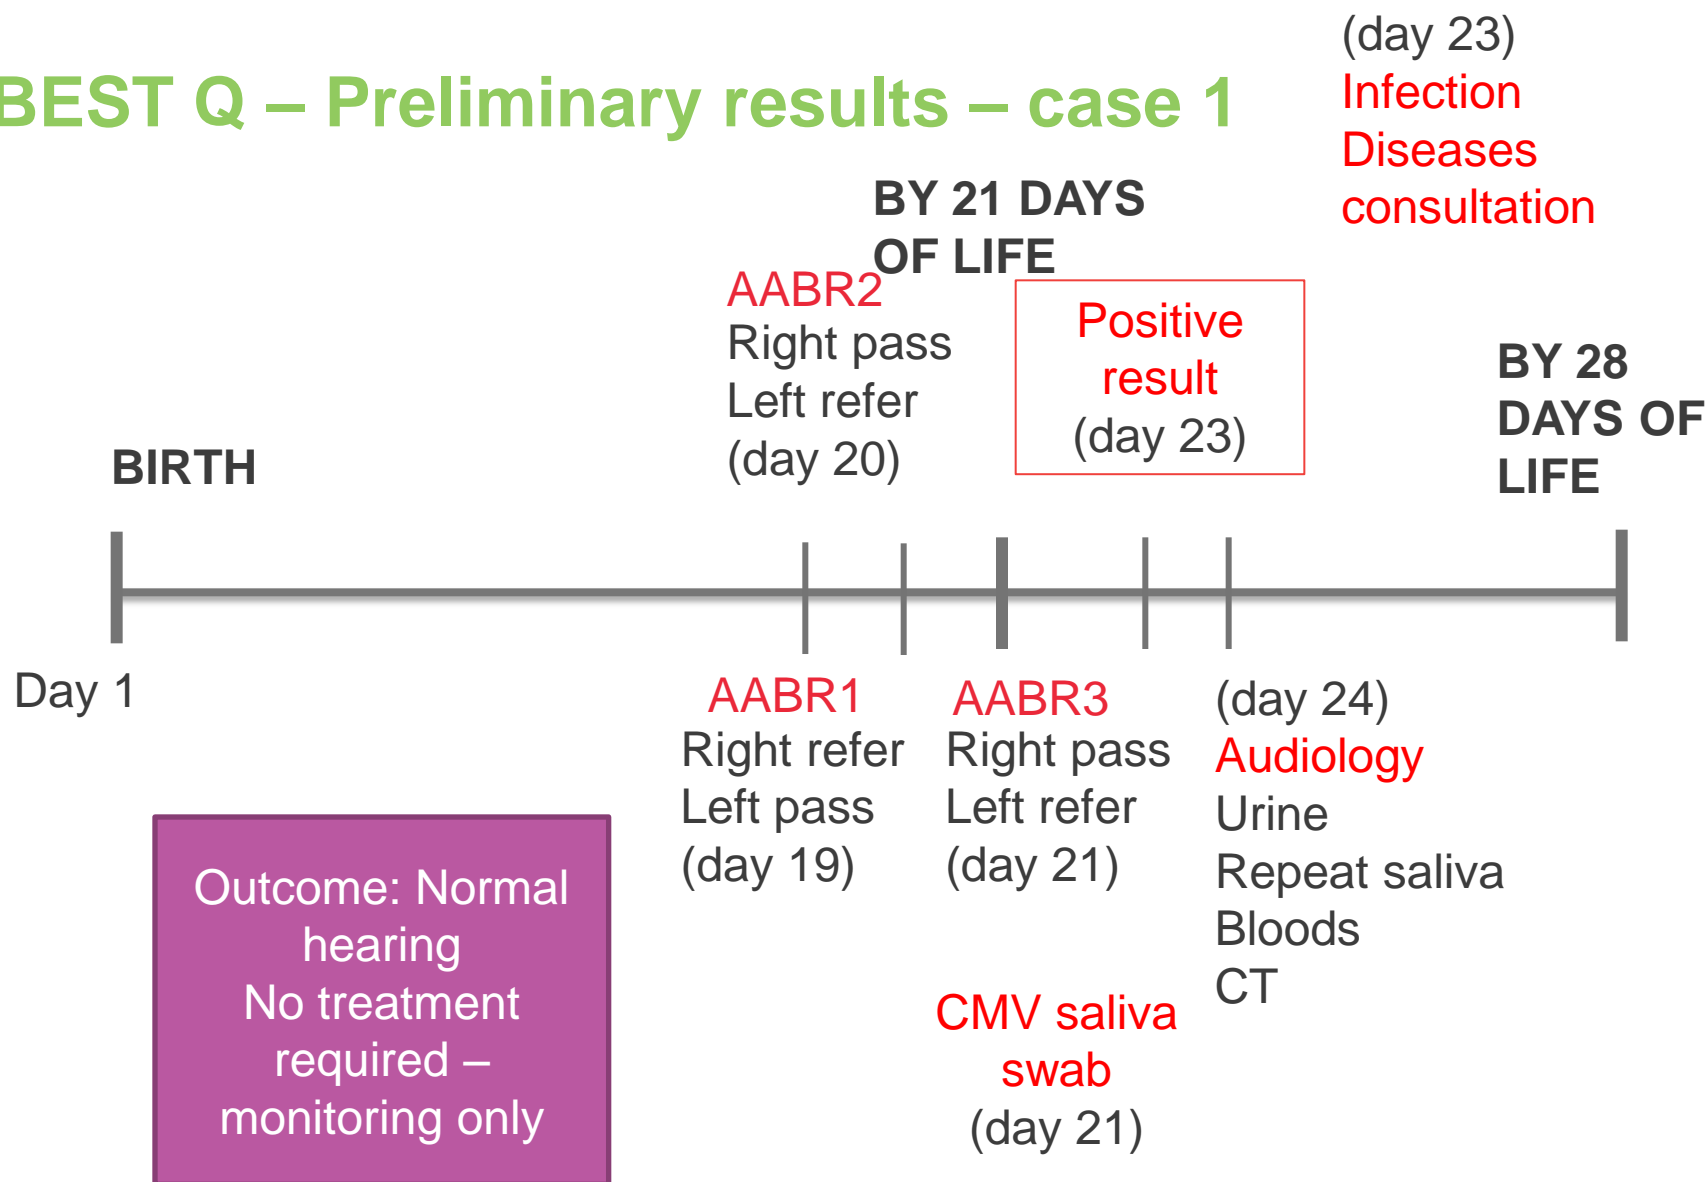 BEST Q – Preliminary results – case 1
(day 23)
Infection
Diseases
consultation
BY 21 DAYS
OF LIFE
AABR2
Right pass
Left refer
(day 20)
Positive
result
(day 23)
BY 28
DAYS OF
LIFE
BIRTH
Day 1
AABR1
Right refer
Left pass
(day 19)
AABR3
Right pass
Left refer
(day 21)
(day 24)
Audiology
Urine
Repeat saliva
Bloods
CT
CMV saliva
swab
(day 21)
Outcome: Normal
hearing
No treatment
required –
monitoring only